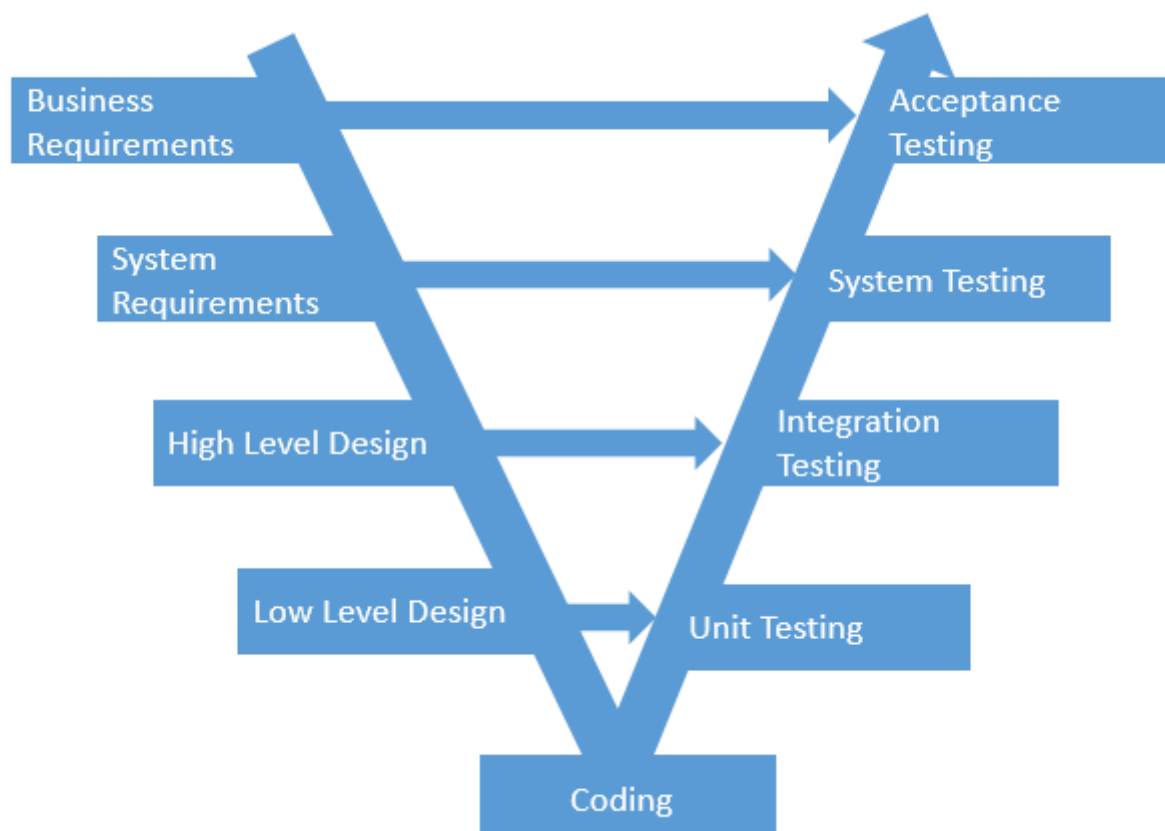 Business
Requirements
Acceptance
Testing
System
Requirements
System Testing
High Level Design
Integration
Testing
Low Level Design
Unit Testing
Coding